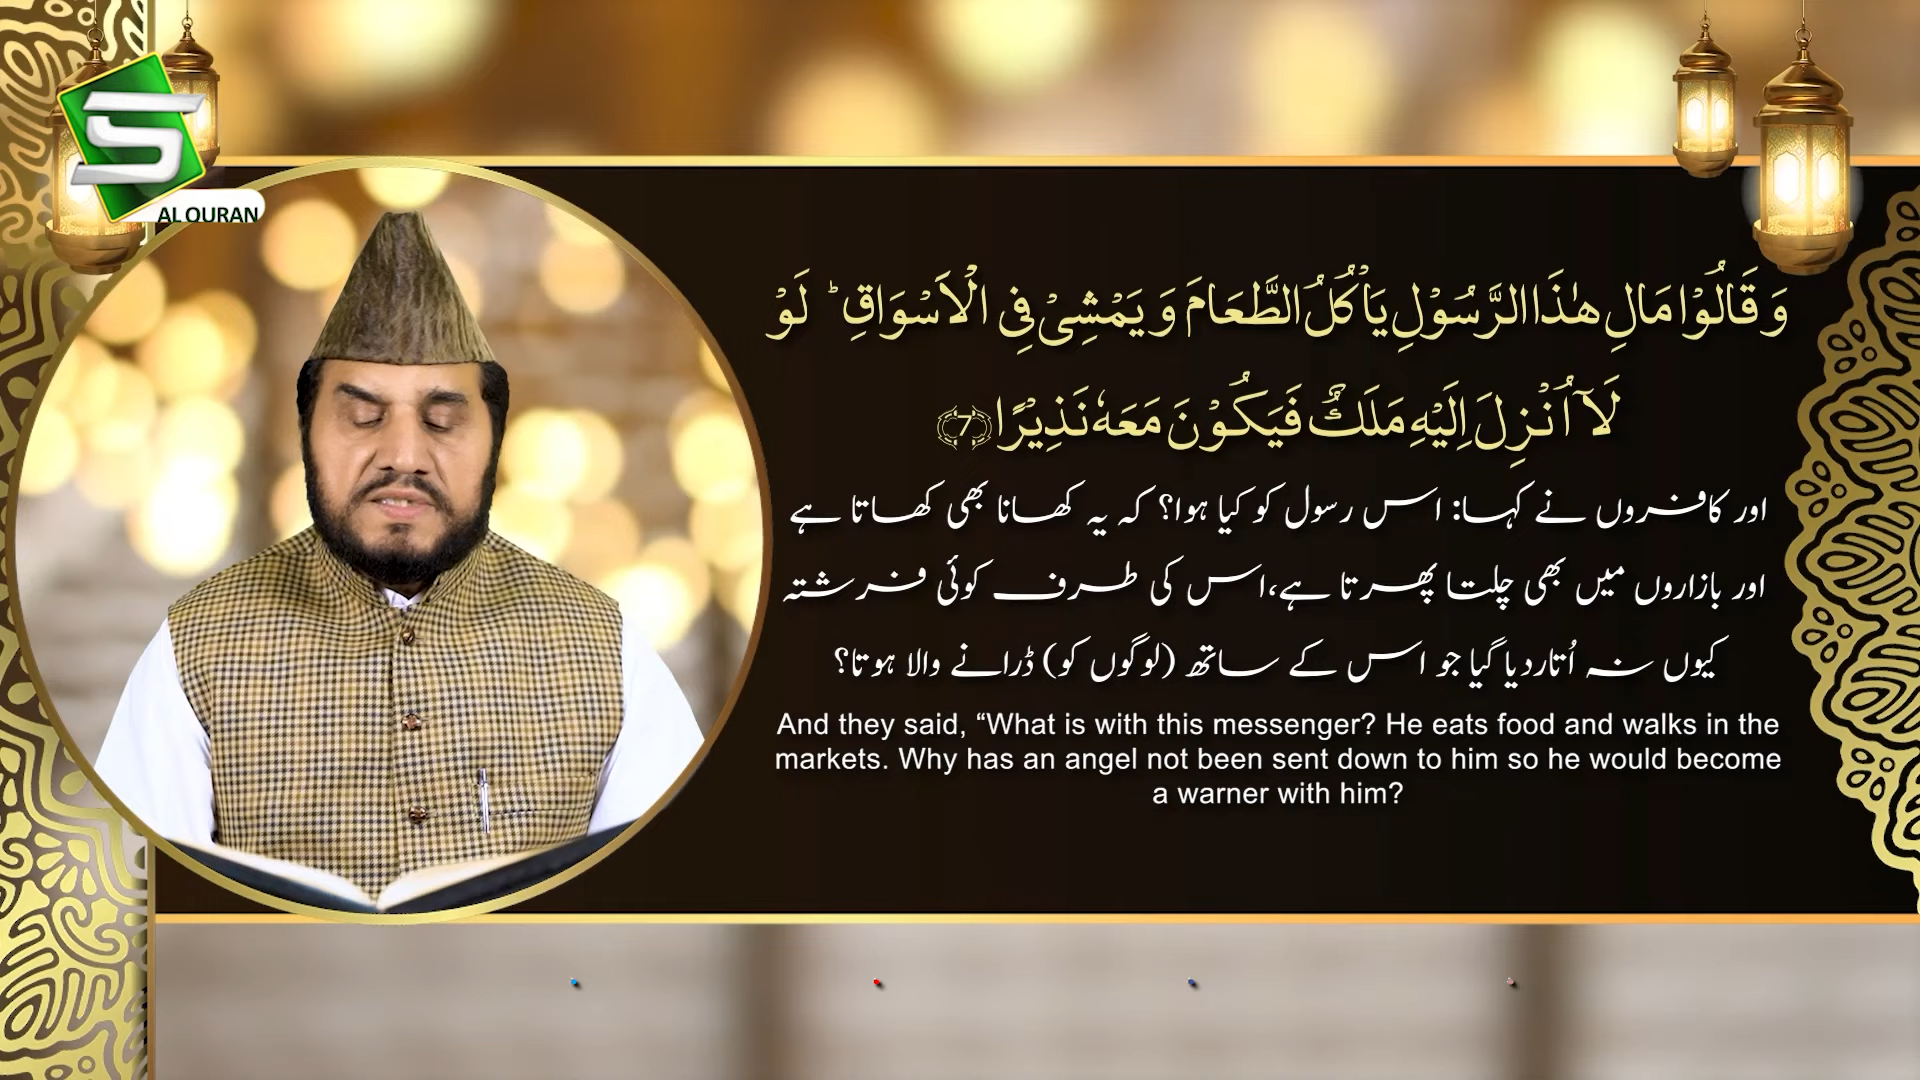 AL QURAN
وَ قَالُوْا مَالِ هٰذَا الرَّسُوْلِ یَاْكُلُ الطَّعَامَ وَ یَمْشِیْ فِی الْاَسْوَاقِ ؕ لَوْ
لَاۤ اُنْزِلَ اِلَیْهِ مَلَكٌ فَیَكُوْنَ مَعَهٗ نَذِیْرًا ﴿7﴾
اور کافروں نے کہا: اس رسول کو کیا ہوا؟ کہ یہ کھانا بھی کھاتا ہے
اور بازاروں میں بھی چلتا پھرتا ہے،اس کی طرف کوئی فرشتہ
کیوں نہ اُتاردیا گیا جو اس کے ساتھ (لوگوں کو) ڈرانے والا ہوتا؟
And they said, “What is with this messenger? He eats food and walks in the
markets. Why has an angel not been sent down to him so he would become
a warner with him?